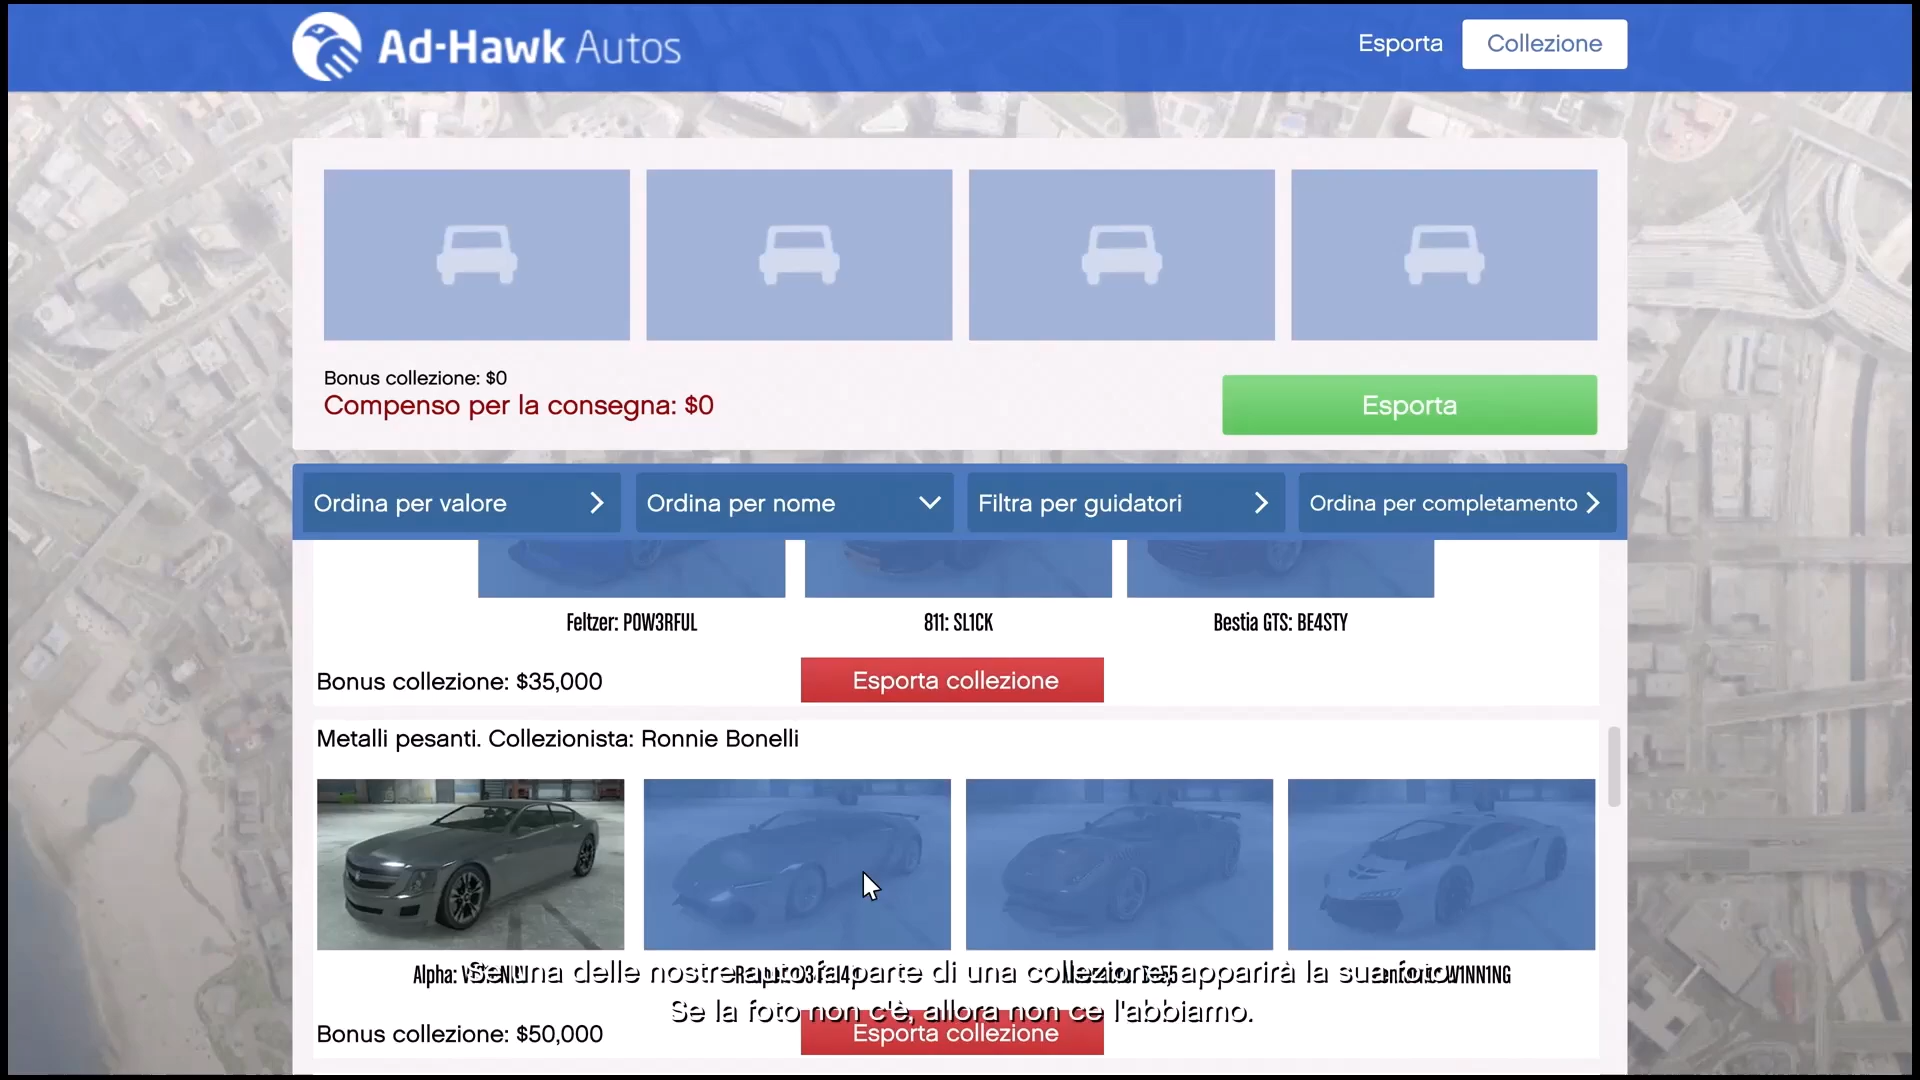 Ad-Hawk Autos
Esporta
Collezione
Bonus collezione: $0
Compenso per la consegna: $0
Esporta
Ordina per valore
Ordina per nome
Filtra per guidatori
Ordina per completamento
Feltzer: P0W3RFUL
811: SL1CK
Bestia GTS: BE4STY
Bonus collezione: $35,000
Esporta collezione
Metalli pesanti. Collezionista: Ronnie Bonelli
Alpha:
W1NN1NG
Se una delle nostre auto fa parte di una collezione, apparirà la sua foto.
Se la foto non c'è, allora non ce l'abbiamo.
Bonus collezione: $50,000
Esporta collezione